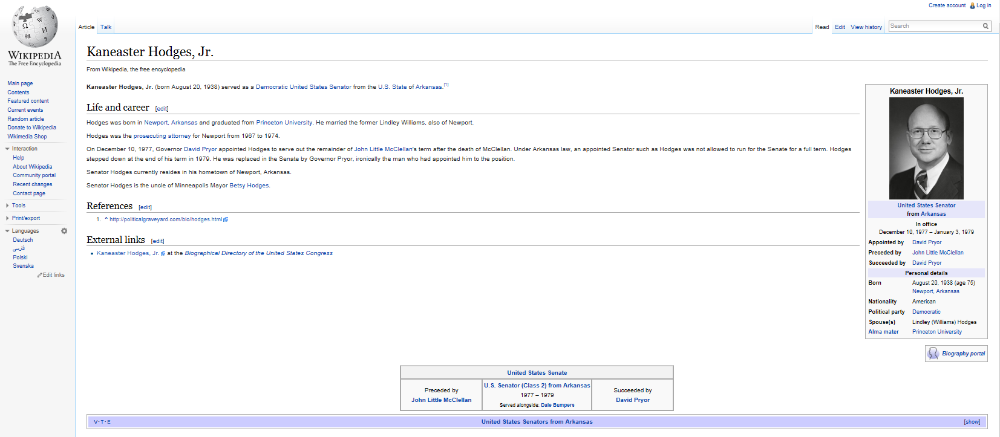 Create account Log in
WIKIPEDIA
The Free Encyclopedia
Main page
Contents
Featured content
Current events
Random article
Donate to Wikipedia
Wikimedia Shop
Interaction
Help
About Wikipedia
Community portal
Recent changes
Contact page
Tools
Print/export
Languages
Deutsch
فارسی
Polski
Svenska
Edit links
Article Talk
Read Edit View history Search
Kaneaster Hodges, Jr.
From Wikipedia, the free encyclopedia
Kaneaster Hodges, Jr. (born August 20, 1938) served as a Democratic United States Senator from the U.S. State of Arkansas.[1]
Life and career [edit]
Hodges was born in Newport, Arkansas and graduated from Princeton University. He married the former Lindley Williams, also of Newport.
Hodges was the prosecuting attorney for Newport from 1967 to 1974.
On December 10, 1977, Governor David Pryor appointed Hodges to serve out the remainder of John Little McClellan's term after the death of McClellan. Under Arkansas law, an appointed Senator such as Hodges was not allowed to run for the Senate for a full term. Hodges
stepped down at the end of his term in 1979. He was replaced in the Senate by Governor Pryor, ironically the man who had appointed him to the position.
Senator Hodges currently resides in his hometown of Newport, Arkansas.
Senator Hodges is the uncle of Minneapolis Mayor Betsy Hodges.
References [edit]
1. ^ http://politicalgraveyard.com/bio/hodges.html
External links [edit]
• Kaneaster Hodges, Jr. at the Biographical Directory of the United States Congress
Kaneaster Hodges, Jr.
United States Senator
from Arkansas
In office
December 10, 1977 – January 3, 1979
Appointed by David Pryor
Preceded by John Little McClellan
Succeeded by David Pryor
Personal details
Born August 20, 1938 (age 75)
Newport, Arkansas
Nationality American
Political party Democratic
Spouse(s) Lindley (Williams) Hodges
Alma mater Princeton University
Biography portal
United States Senate
Preceded by
John Little McClellan
U.S. Senator (Class 2) from Arkansas
1977 – 1979
Served alongside: Dale Bumpers
Succeeded by
David Pryor
V · T · E United States Senators from Arkansas [show]